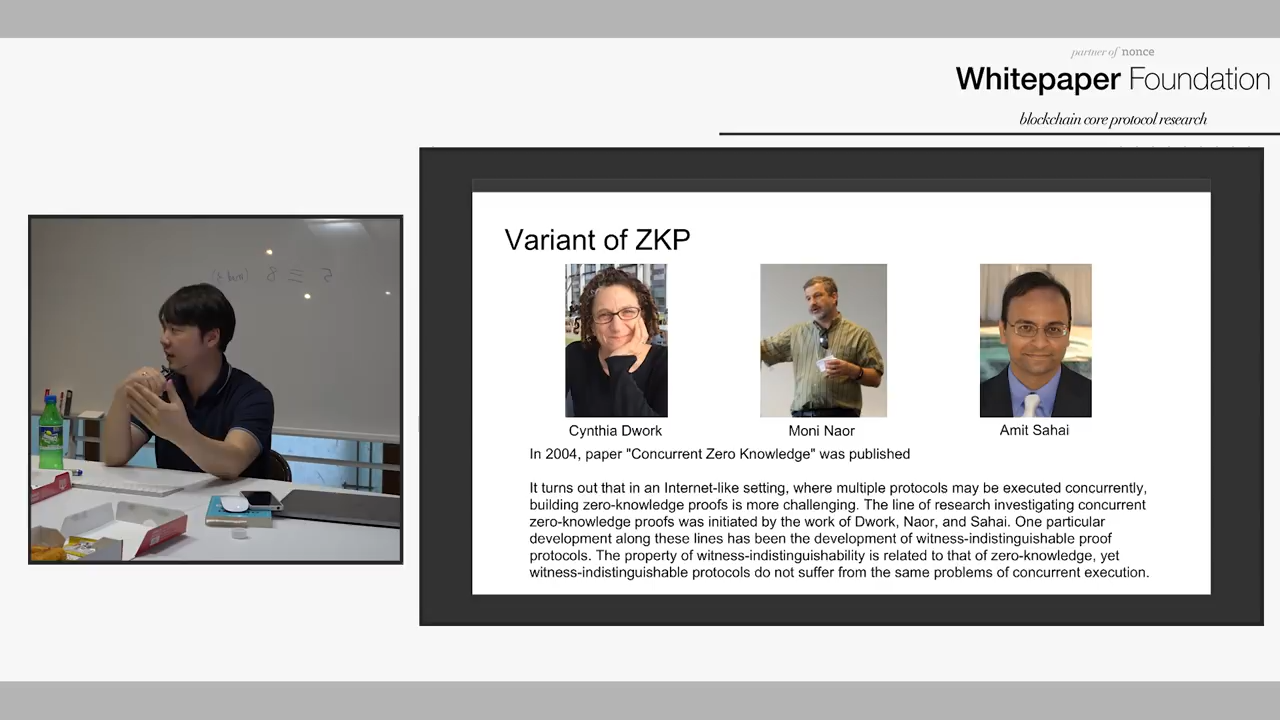 partner of nonce
Whitepaper Foundation
blockchain core protocol research
Variant of ZKP
Cynthia Dwork
Moni Naor
Amit Sahai
In 2004, paper "Concurrent Zero Knowledge" was published
It turns out that in an Internet-like setting, where multiple protocols may be executed concurrently,
building zero-knowledge proofs is more challenging. The line of research investigating concurrent
zero-knowledge proofs was initiated by the work of Dwork, Naor, and Sahai. One particular
development along these lines has been the development of witness-indistinguishable proof
protocols. The property of witness-indistinguishability is related to that of zero-knowledge, yet
witness-indistinguishable protocols do not suffer from the same problems of concurrent execution.